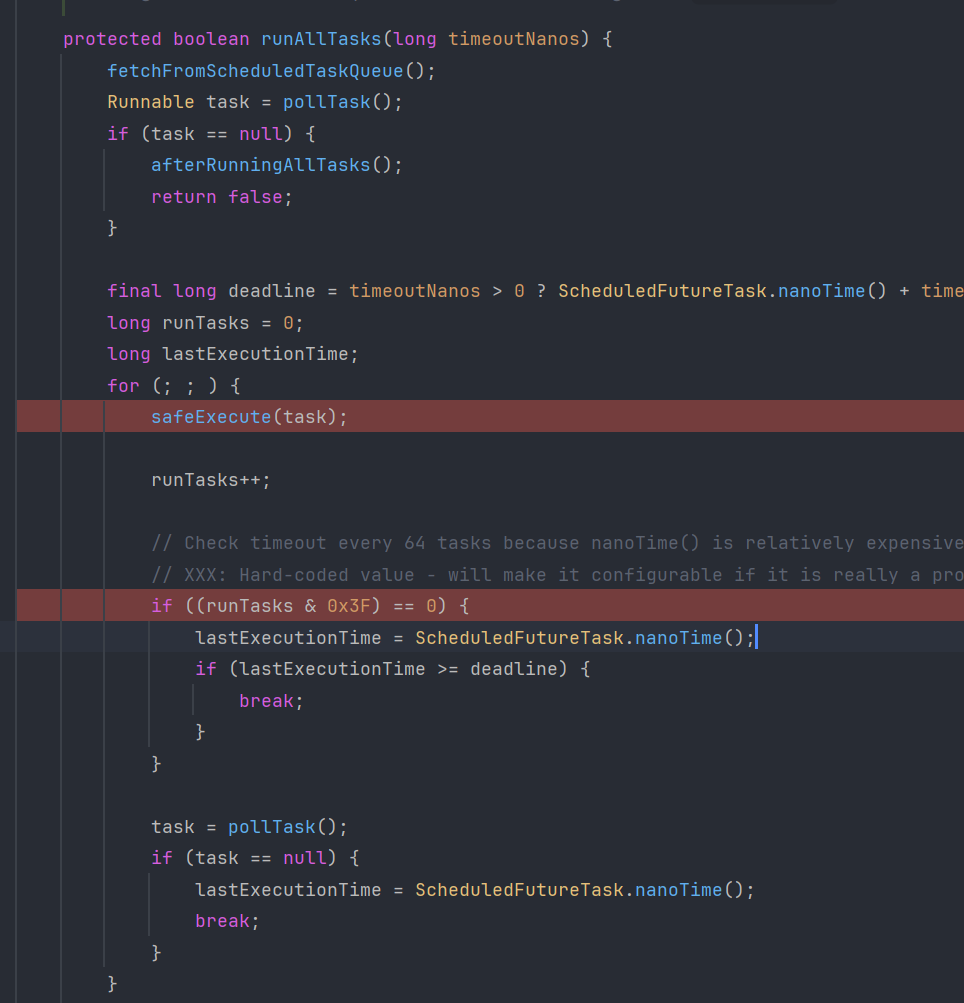 protected boolean runAllTasks(long timeoutNanos) {
fetchFromScheduledTaskQueue();
Runnable task = pollTask();
if (task == null) {
afterRunningAllTasks();
return false;
}
final long deadline = timeoutNanos > 0 ? ScheduledFutureTask.nanoTime() + time
long runTasks = 0;
long lastExecutionTime;
for (; ; ) {
safeExecute(task);
runTasks++;
// Check timeout every 64 tasks because nanoTime() is relatively expensive
// XXX: Hard-coded value - will make it configurable if it is really a pro
if ((runTasks & 0x3F) == 0) {
lastExecutionTime = ScheduledFutureTask.nanoTime();
if (lastExecutionTime >= deadline) {
break;
}
}
task = pollTask();
if (task == null) {
lastExecutionTime = ScheduledFutureTask.nanoTime();
break;
}
}